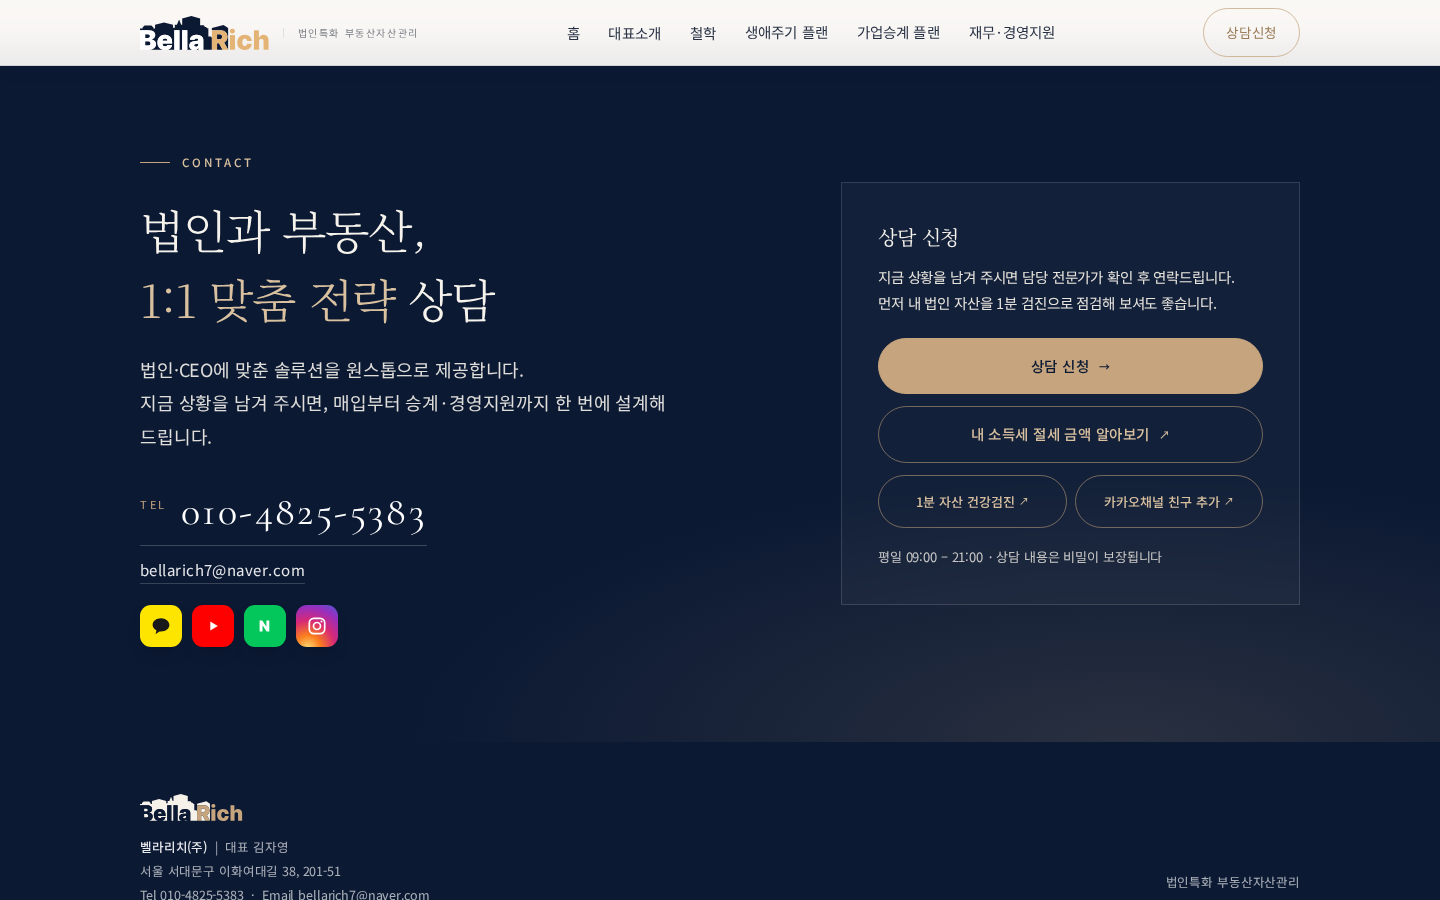 Bella Rich
법인특화 부동산자산관리
홈
대표소개
철학
생애주기 플랜
가업승계 플랜
재무·경영지원
상담신청
CONTACT
법인과 부동산,
1:1 맞춤 전략 상담
법인·CEO에 맞춘 솔루션을 원스톱으로 제공합니다.
지금 상황을 남겨 주시면, 매입부터 승계·경영지원까지 한 번에 설계해
드립니다.
TEL 010-4825-5383
bellarich7@naver.com
N
상담 신청
지금 상황을 남겨 주시면 담당 전문가가 확인 후 연락드립니다.
먼저 내 법인 자산을 1분 검진으로 점검해 보셔도 좋습니다.
상담 신청 →
내 소득세 절세 금액 알아보기 ↗
1분 자산 건강검진 ↗
카카오채널 친구 추가 ↗
평일 09:00 – 21:00 · 상담 내용은 비밀이 보장됩니다
Bella Rich
벨라리치(주) | 대표 김자영
서울 서대문구 이화여대길 38, 201-51
Tel 010-4825-5383 · Email bellarich7@naver.com
법인특화 부동산자산관리